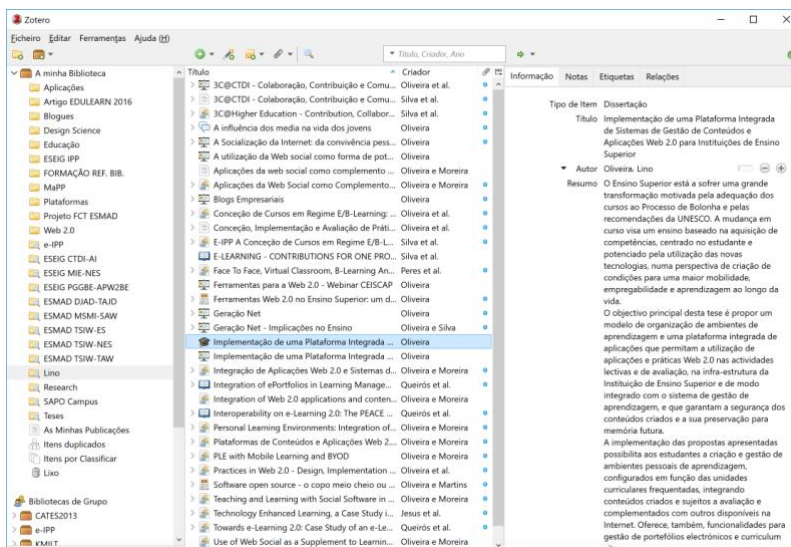 Zotero
Ficheiro Editar Ferramentas Ajuda (H)
Título, Criador, Ano
A minha Biblioteca
Aplicações
Artigo EDULEARN 2016
Blogues
Design Science
Educação
ESEIG IPP
FORMAÇÃO REF. BIB.
MaPP
Plataformas
Projeto FCT ESMAD
Web 2.0
e-IPP
ESEIG CTDI-AI
ESEIG MIE-NES
ESEIG PGGBE-APW2BE
ESMAD DJAD-TAJD
ESMAD MSMI-SAW
ESMAD TSIW-ES
ESMAD TSIW-NES
ESMAD TSIW-TAW
Lino
Research
SAPO Campus
Teses
As Minhas Publicações
Itens duplicados
Itens por Classificar
Lixo
Bibliotecas de Grupo
CATES2013
e-IPP
KMILT
Título Criador
3C@CTDI - Colaboração, Contribuição e Comu... Oliveira et al.
3C@CTDI - Colaboração, Contribuição e Comu... Silva et al.
3C@Higher Education - Contribution, Collabor... Silva et al.
A influência dos media na vida dos jovens Oliveira
A Socialização da Internet: da convivência pess... Oliveira
A utilização da Web social como forma de pot... Oliveira
Aplicações da web social como complemento ... Oliveira e Moreira
Aplicações da Web Social como Complemento... Oliveira e Moreira
Blogs Empresariais Oliveira
Conceção de Cursos em Regime E/B-Learning: ... Oliveira et al.
Conceção, Implementação e Avaliação de Prát... Oliveira et al.
E-IPP A Conceção de Cursos em Regime E/B-L... Silva et al.
E-LEARNING - CONTRIBUTIONS FOR ONE PRO... Silva et al.
Face To Face, Virtual Classroom, B-Learning An... Peres et al.
Ferramentas para a Web 2.0 - Webinar CEISCAP Oliveira
Ferramentas Web 2.0 no Ensino Superior: um d... Oliveira
Geração Net Oliveira
Geração Net - Implicações no Ensino Oliveira e Silva
Implementação de uma Plataforma Integrada ... Oliveira
Implementação de uma Plataforma Integrada ... Oliveira
Integração de Aplicações Web 2.0 e Sistemas d... Oliveira e Moreira
Integration of ePortfolios in Learning Manage... Queirós et al.
Integration of Web 2.0 applications and conten... Oliveira e Moreira
Interoperability on e-Learning 2.0: The PEACE ... Queirós et al.
Personal Learning Environments: Integration of... Oliveira e Moreira
Plataformas de Conteúdos e Aplicações Web 2... Oliveira e Moreira
PLE with Mobile Learning and BYOD Oliveira e Moreira
Practices in Web 2.0 - Design, Implementation ... Oliveira et al.
Software open source - o copo meio cheio ou ... Oliveira e Martins
Teaching and Learning with Social Software in ... Oliveira e Moreira
Technology Enhanced Learning, a Case Study i... Jesus et al.
Towards e-Learning 2.0: Case Study of an e-Le... Queirós et al.
Use of Web Social as a Supplement to Learnin... Oliveira e Moreira
Informação Notas Etiquetas Relações
Tipo de Item Dissertação
Título Implementação de uma Plataforma Integrada
de Sistemas de Gestão de Conteúdos e
Aplicações Web 2.0 para Instituições de Ensino
Superior
Autor Oliveira, Lino
Resumo O Ensino Superior está a sofrer uma grande
transformação motivada pela adequação dos
cursos ao Processo de Bolonha e pelas
recomendações da UNESCO. A mudança em
curso visa um ensino baseado na aquisição de
competências, centrado no estudante e
potenciado pela utilização das novas
tecnologias, numa perspectiva de criação de
condições para uma maior mobilidade,
empregabilidade e aprendizagem ao longo da
vida.
O objectivo principal desta tese é propor um
modelo de organização de ambientes de
aprendizagem e uma plataforma integrada de
aplicações que permitam a utilização de
aplicações e práticas Web 2.0 nas actividades
lectivas e de avaliação, na infra-estrutura da
Instituição de Ensino Superior e de modo
integrado com o sistema de gestão de
aprendizagem, e que garantam a segurança dos
conteúdos criados e a sua preservação para
memória futura.
A implementação das propostas apresentadas
possibilita aos estudantes a criação e gestão de
ambientes pessoais de aprendizagem,
configurados em função das unidades
curriculares frequentadas, integrando
conteúdos criados e sujeitos a avaliação e
complementados com outros disponíveis na
Internet. Oferece, também, funcionalidades para
gestão de portefólios electrónicos e curriculum